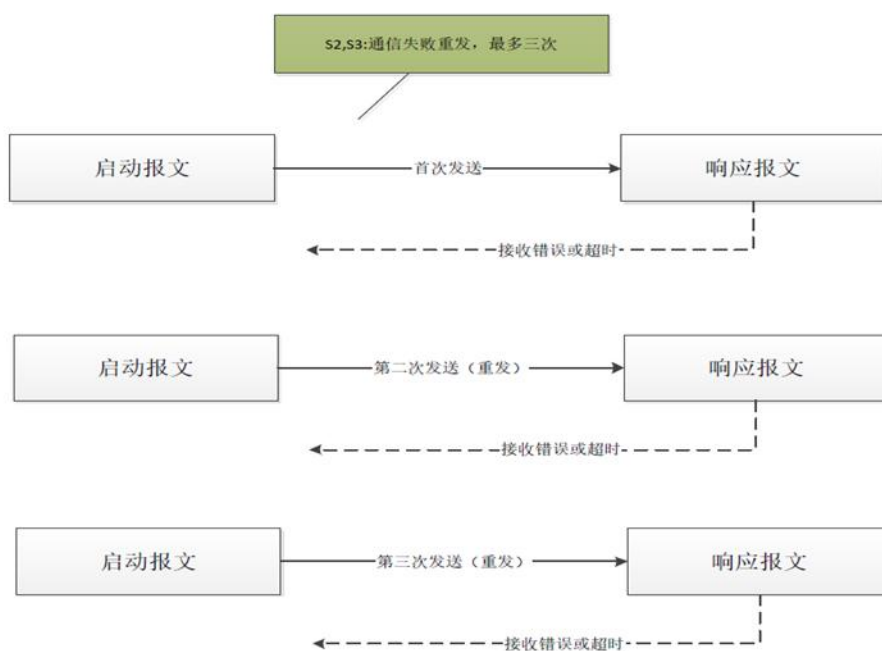 S2,S3:通信失败重发，最多三次
启动报文
首次发送
响应报文
接收错误或超时
启动报文
第二次发送（重发）
响应报文
接收错误或超时
启动报文
第三次发送（重发）
响应报文
接收错误或超时